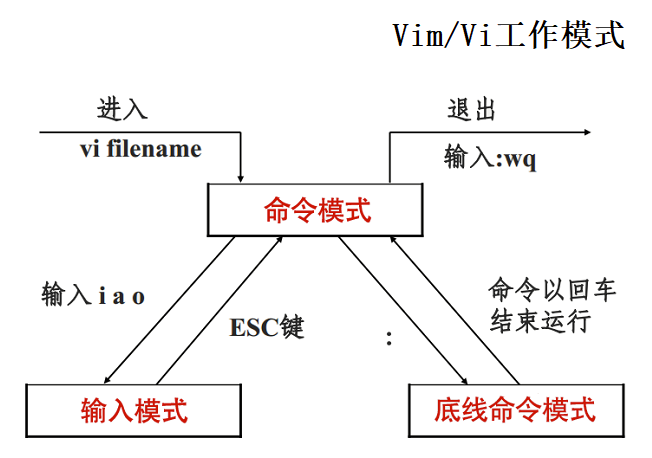 Vim/Vi工作模式
进入
vi filename
退出
输入:wq
命令模式
输入 i a o
ESC键
:
命令以回车
结束运行
输入模式
底线命令模式